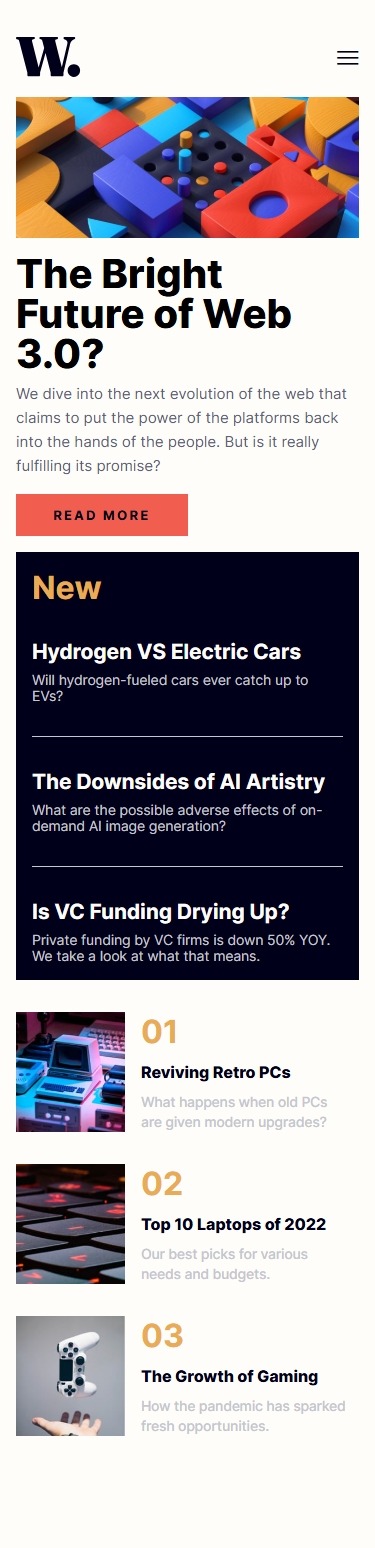 W.
The Bright
Future of Web
3.0?
We dive into the next evolution of the web that
claims to put the power of the platforms back
into the hands of the people. But is it really
fulfilling its promise?
READ MORE
New
Hydrogen VS Electric Cars
Will hydrogen-fueled cars ever catch up to
EVs?
The Downsides of AI Artistry
What are the possible adverse effects of on-
demand AI image generation?
Is VC Funding Drying Up?
Private funding by VC firms is down 50% YOY.
We take a look at what that means.
01
Reviving Retro PCs
What happens when old PCs
are given modern upgrades?
02
Top 10 Laptops of 2022
Our best picks for various
needs and budgets.
03
The Growth of Gaming
How the pandemic has sparked
fresh opportunities.